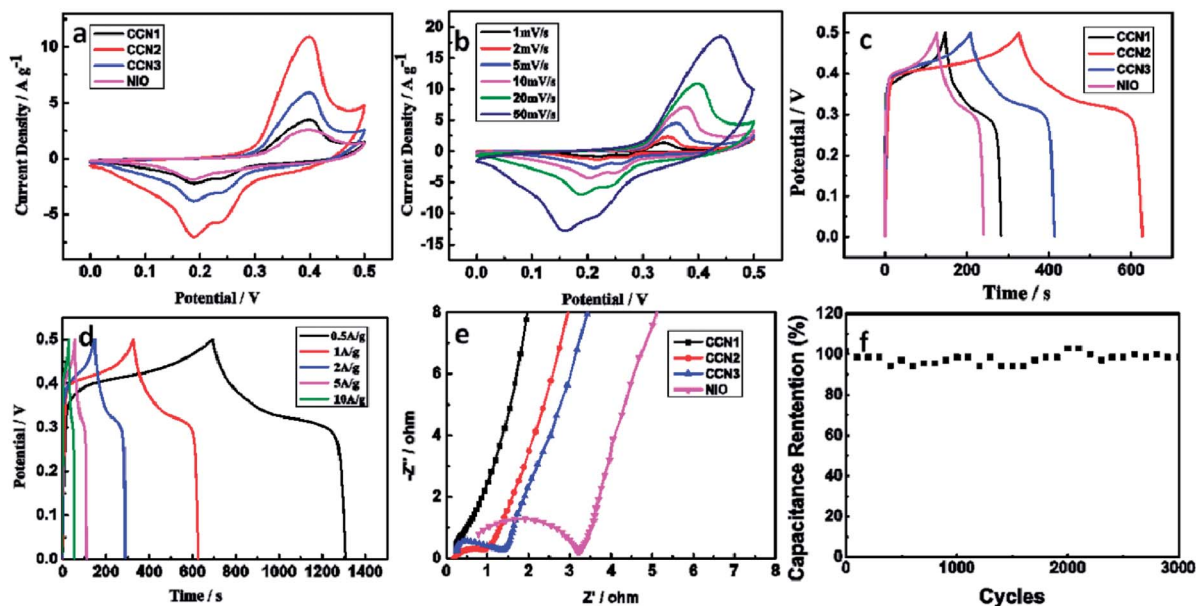 a
CCN1
CCN2
CCN3
NIO
Current Density / A g-1
10
5
0
-5
0.0 0.1 0.2 0.3 0.4 0.5
Potential / V
b
1mV/s
2mV/s
5mV/s
10mV/s
20mV/s
50mV/s
Current Density / A g-1
20
15
10
5
0
-5
-10
-15
0.0 0.1 0.2 0.3 0.4 0.5
Potential / V
c
CCN1
CCN2
CCN3
NIO
Potential / V
0.5
0.4
0.3
0.2
0.1
0.0
0 200 400 600
Time / s
d
0.5A/g
1A/g
2A/g
5A/g
10A/g
Potential / V
0.5
0.4
0.3
0.2
0.1
0.0
0 200 400 600 800 1000 1200 1400
Time / s
e
CCN1
CCN2
CCN3
NIO
-Z'' / ohm
8
6
4
2
0
0 1 2 3 4 5 6 7 8
Z' / ohm
f
Capacitance Rentention (%)
120
100
80
60
40
20
0
0 1000 2000 3000
Cycles